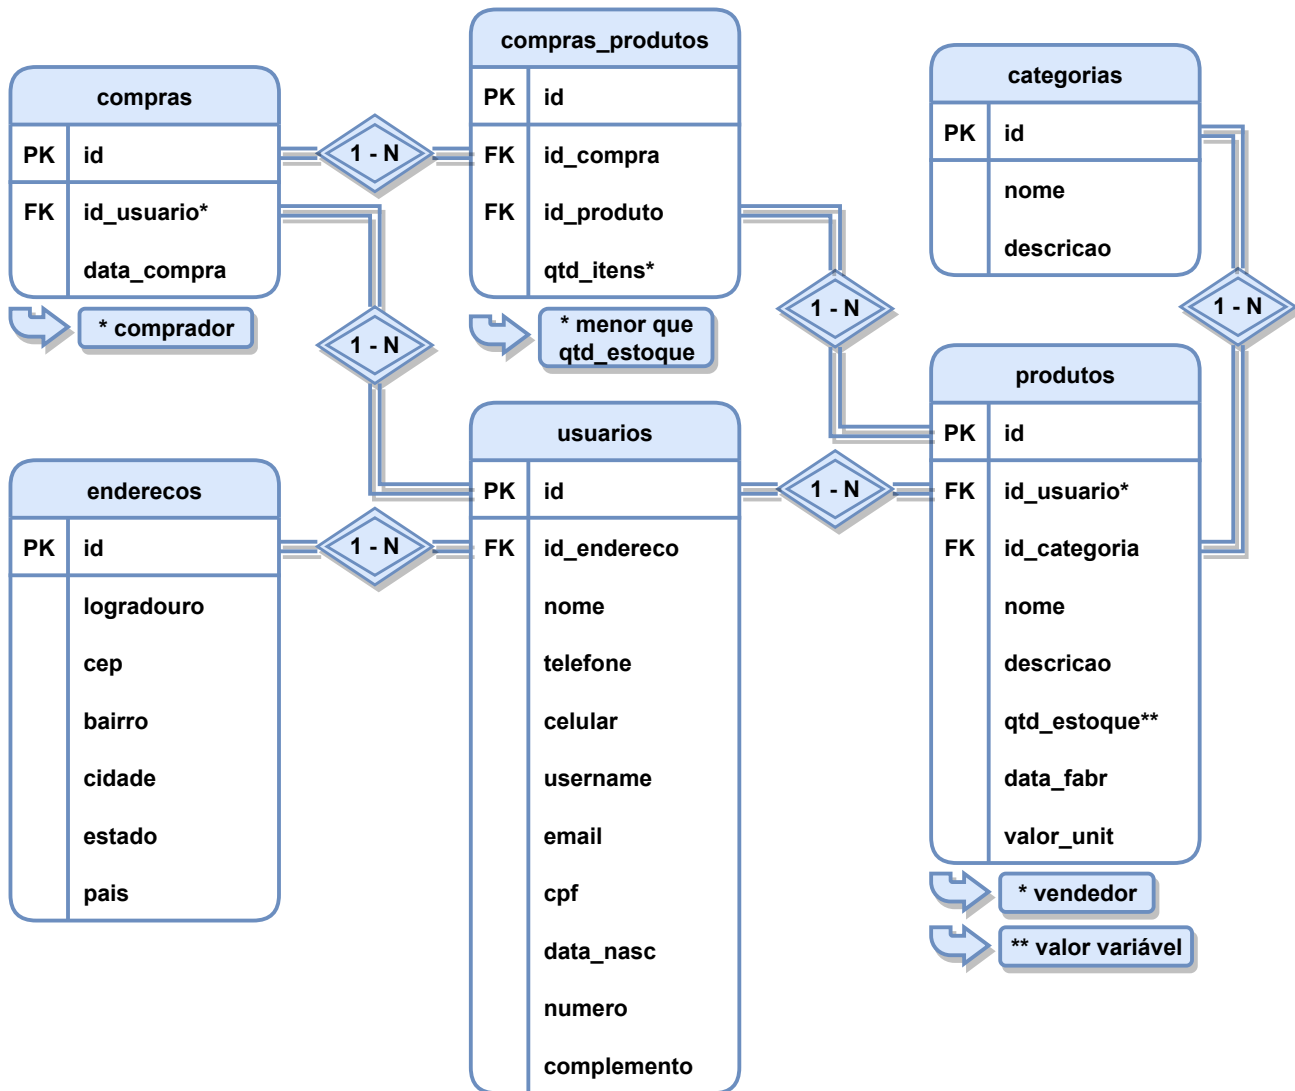 compras
PK id
FK id_usuario*
data_compra
* comprador
1 - N
compras_produtos
PK id
FK id_compra
FK id_produto
qtd_itens*
* menor que
qtd_estoque
1 - N
1 - N
categorias
PK id
nome
descricao
1 - N
enderecos
PK id
logradouro
cep
bairro
cidade
estado
pais
1 - N
usuarios
PK id
FK id_endereco
nome
telefone
celular
username
email
cpf
data_nasc
numero
complemento
1 - N
produtos
PK id
FK id_usuario*
FK id_categoria
nome
descricao
qtd_estoque**
data_fabr
valor_unit
* vendedor
** valor variável